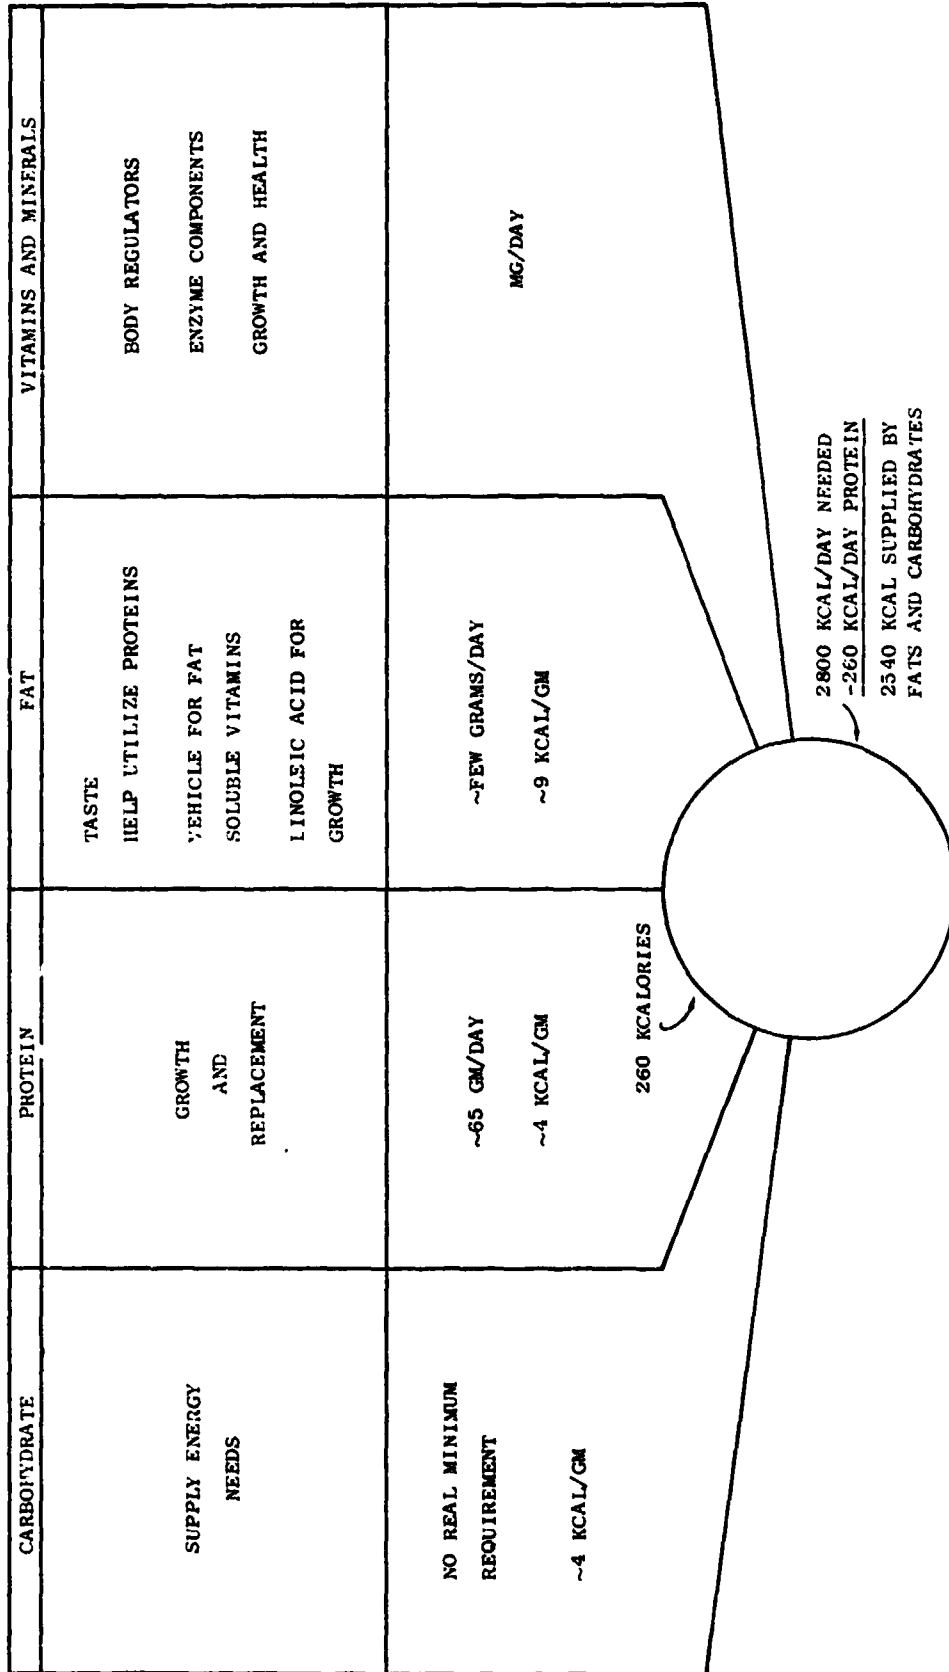 CARBOHYDRATE
PROTEIN
FAT
VITAMINS AND MINERALS
SUPPLY ENERGY
NEEDS
GROWTH
AND
REPLACEMENT
TASTE
HELP UTILIZE PROTEINS
VEHICLE FOR FAT
SOLUBLE VITAMINS
LINOLEIC ACID FOR
GROWTH
BODY REGULATORS
ENZYME COMPONENTS
GROWTH AND HEALTH
NO REAL MINIMUM
REQUIREMENT
~4 KCAL/GM
~65 GM/DAY
~4 KCAL/GM
~FEW GRAMS/DAY
~9 KCAL/GM
MG/DAY
260 KCALORIES
2800 KCAL/DAY NEEDED
-260 KCAL/DAY PROTEIN
2540 KCAL SUPPLIED BY
FATS AND CARBOHYDRATES